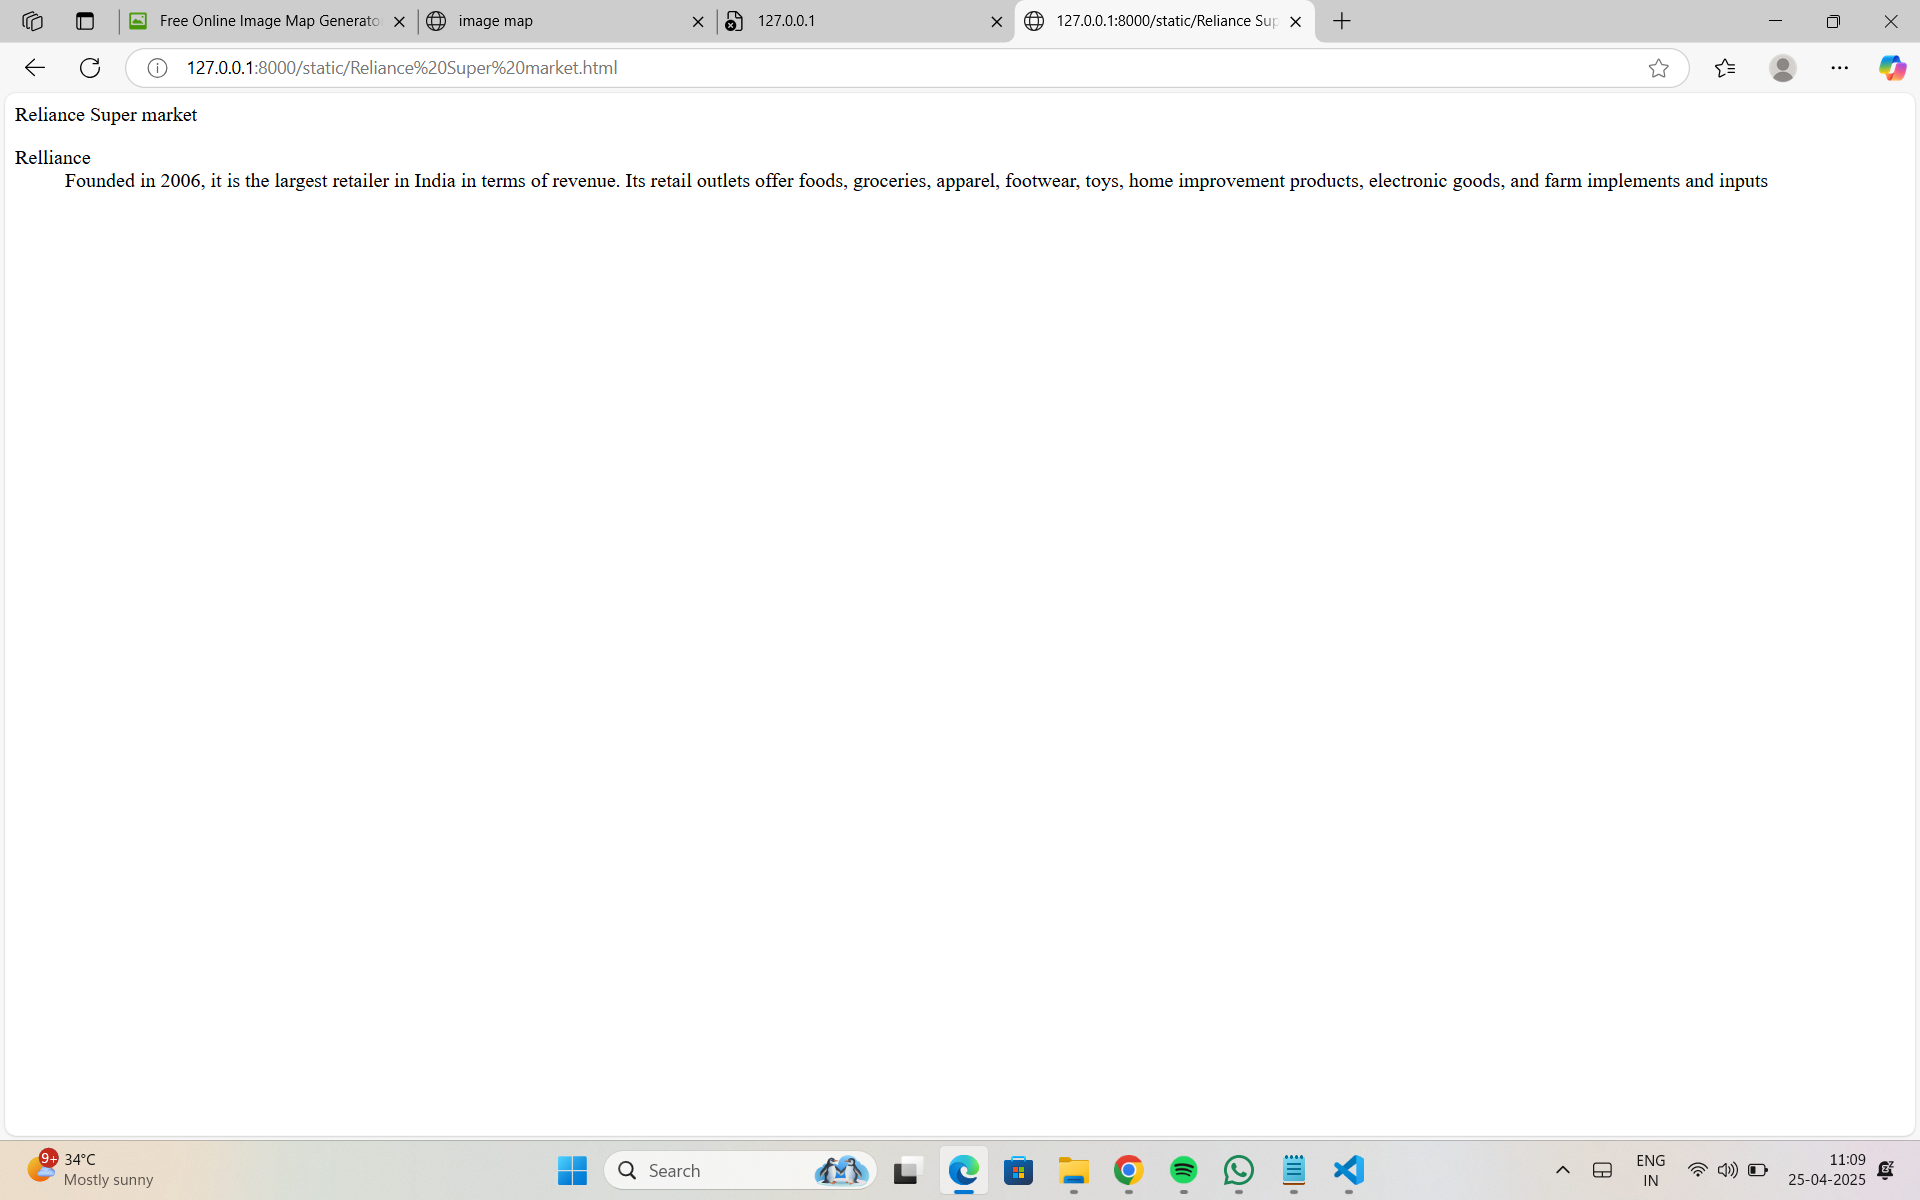 Free Online Image Map Generato
image map
127.0.0.1
127.0.0.1:8000/static/Reliance Sup
127.0.0.1:8000/static/Reliance%20Super%20market.html
Reliance Super market
Relliance
Founded in 2006, it is the largest retailer in India in terms of revenue. Its retail outlets offer foods, groceries, apparel, footwear, toys, home improvement products, electronic goods, and farm implements and inputs
9+
34°C
Mostly sunny
Search
ENG
IN
11:09
25-04-2025